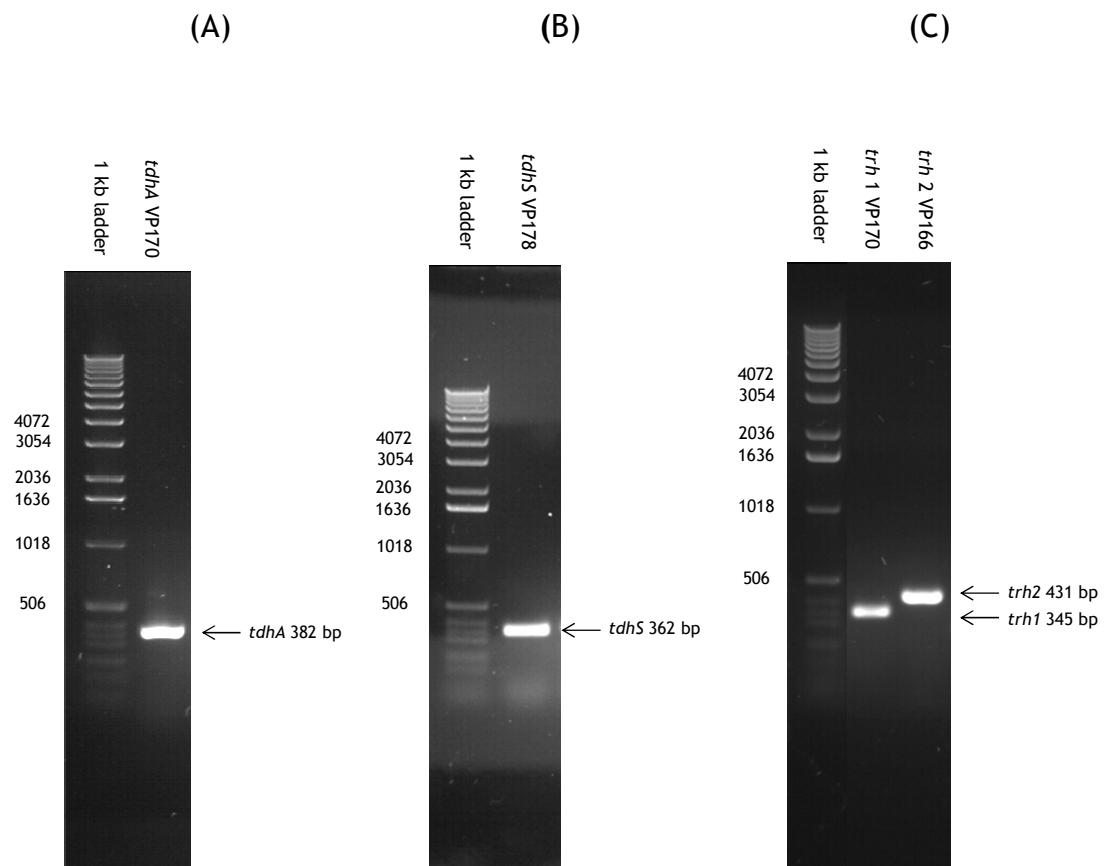 (A)
1 kb ladder
tdhA VP170
4072
3054
2036
1636
1018
506
tdhA 382 bp
(B)
1 kb ladder
tdhS VP178
4072
3054
2036
1636
1018
506
tdhS 362 bp
(C)
1 kb ladder
trh 1 VP170
trh 2 VP166
4072
3054
2036
1636
1018
506
trh2 431 bp
trh1 345 bp